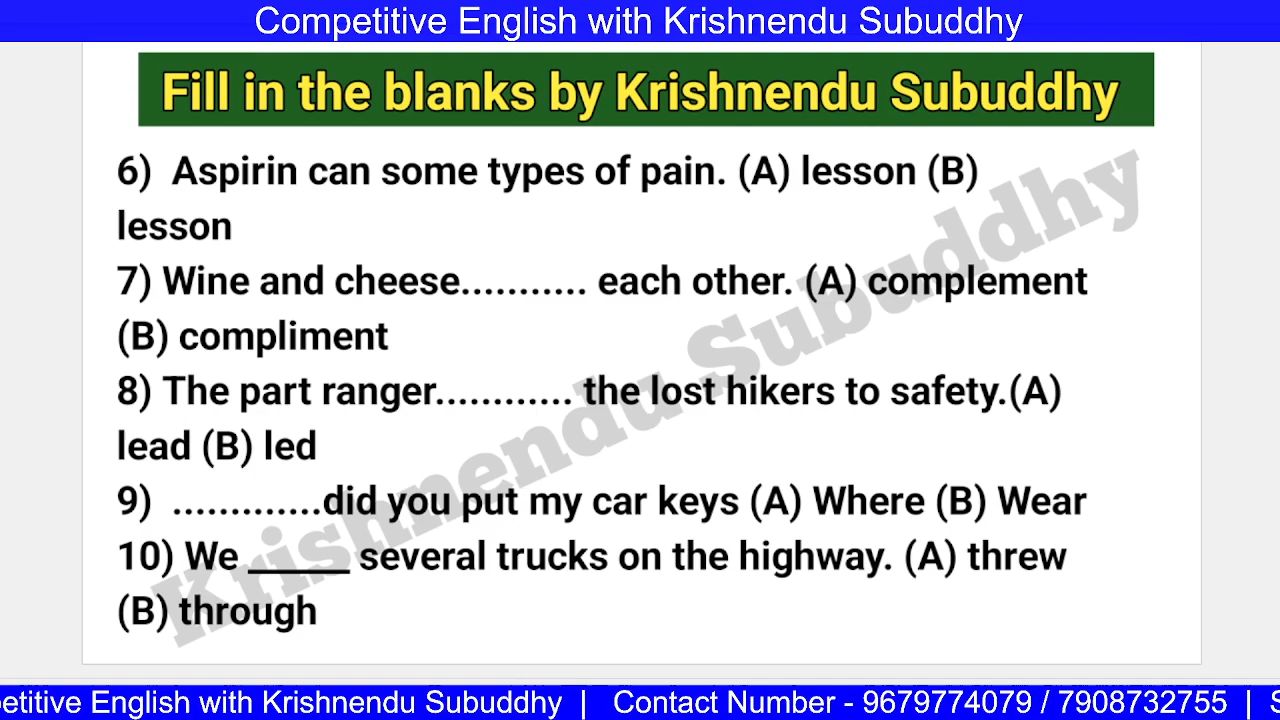 Competitive English with Krishnendu Subuddhy
Fill in the blanks by Krishnendu Subuddhy
6) Aspirin can some types of pain. (A) lesson (B)
lesson
7) Wine and cheese........... each other. (A) complement
(B) compliment
8) The part ranger............ the lost hikers to safety.(A)
lead (B) led
9) .............did you put my car keys (A) Where (B) Wear
10) We _____ several trucks on the highway. (A) threw
(B) through
Krishnendu Subuddhy
petitive English with Krishnendu Subuddhy | Contact Number - 9679774079 / 7908732755 | S